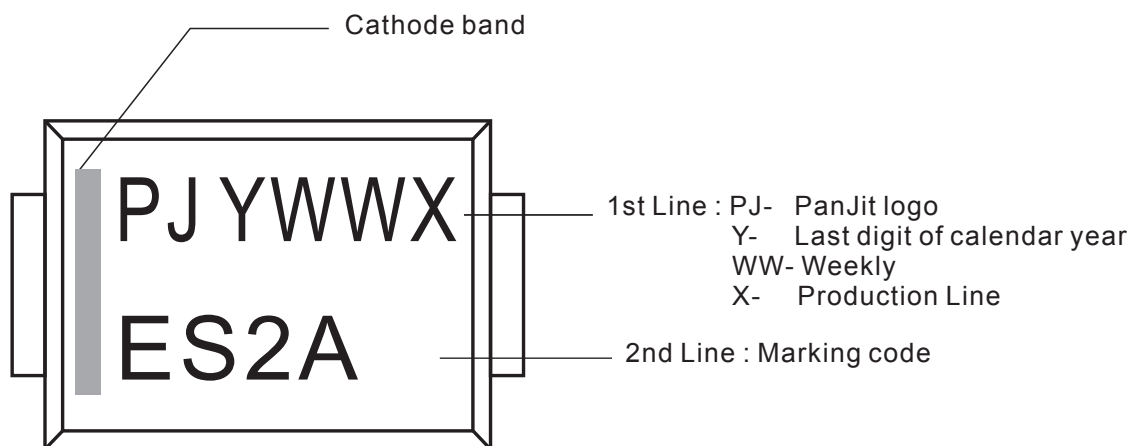 Cathode band
PJ YWWX
1st Line : PJ- PanJit logo
Y- Last digit of calendar year
WW- Weekly
X- Production Line
ES2A
2nd Line : Marking code